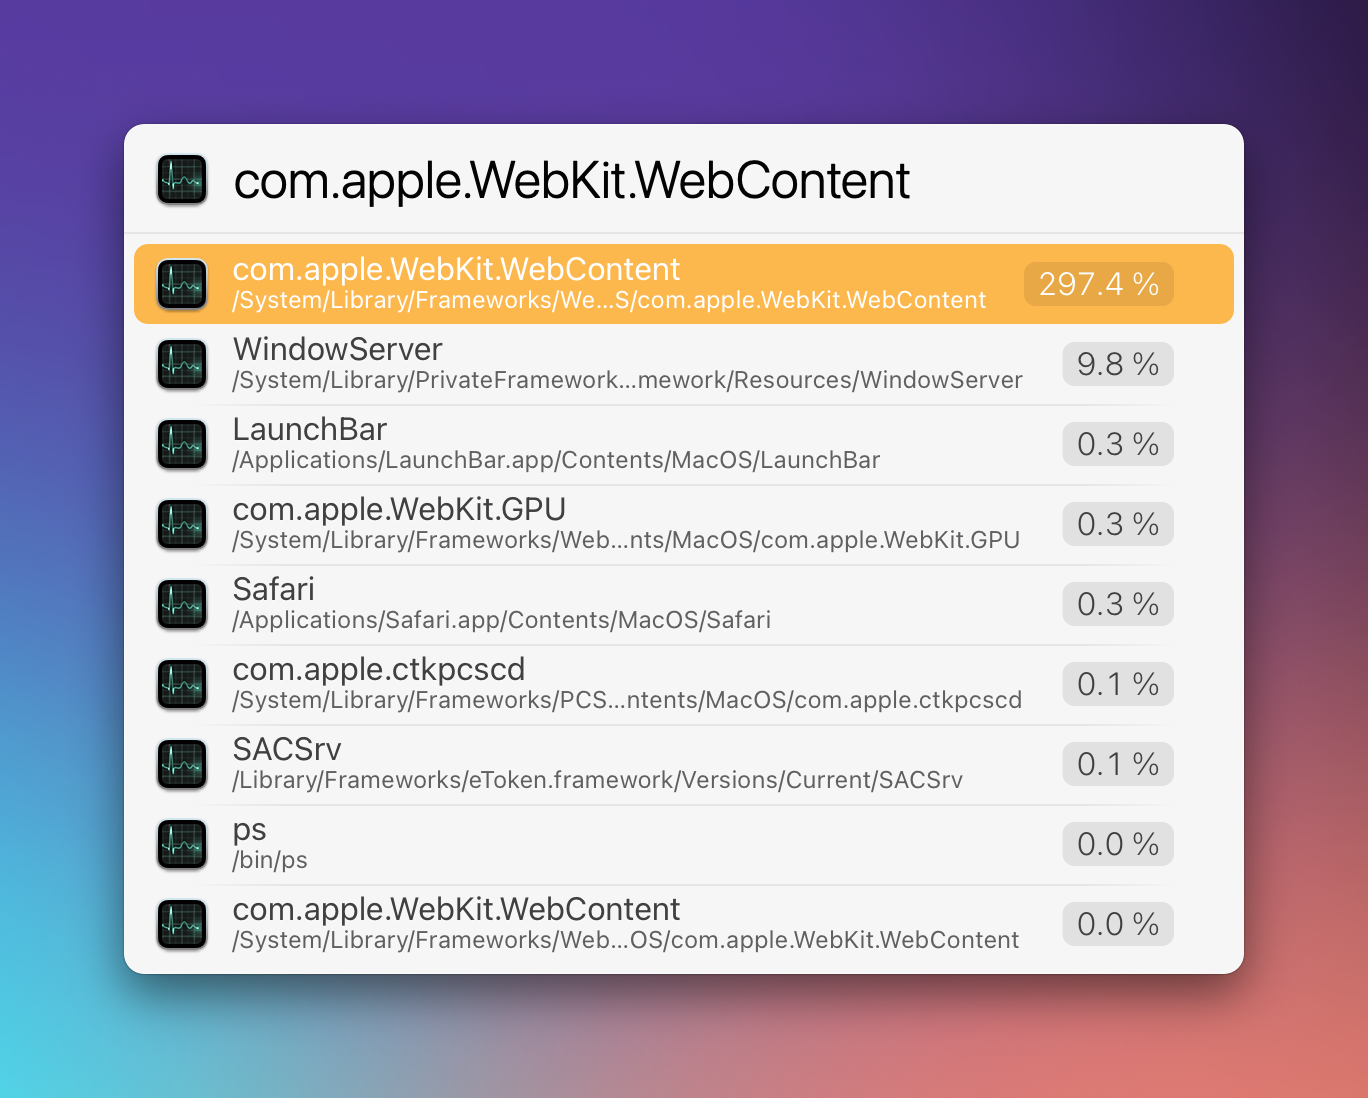 com.apple.WebKit.WebContent
com.apple.WebKit.WebContent
/System/Library/Frameworks/We...S/com.apple.WebKit.WebContent
297.4 %
WindowServer
/System/Library/PrivateFramework...mework/Resources/WindowServer
9.8 %
LaunchBar
/Applications/LaunchBar.app/Contents/MacOS/LaunchBar
0.3 %
com.apple.WebKit.GPU
/System/Library/Frameworks/Web...nts/MacOS/com.apple.WebKit.GPU
0.3 %
Safari
/Applications/Safari.app/Contents/MacOS/Safari
0.3 %
com.apple.ctkpcscd
/System/Library/Frameworks/PCS...ntents/MacOS/com.apple.ctkpcscd
0.1 %
SACSrv
/Library/Frameworks/eToken.framework/Versions/Current/SACSrv
0.1 %
ps
/bin/ps
0.0 %
com.apple.WebKit.WebContent
/System/Library/Frameworks/Web...OS/com.apple.WebKit.WebContent
0.0 %